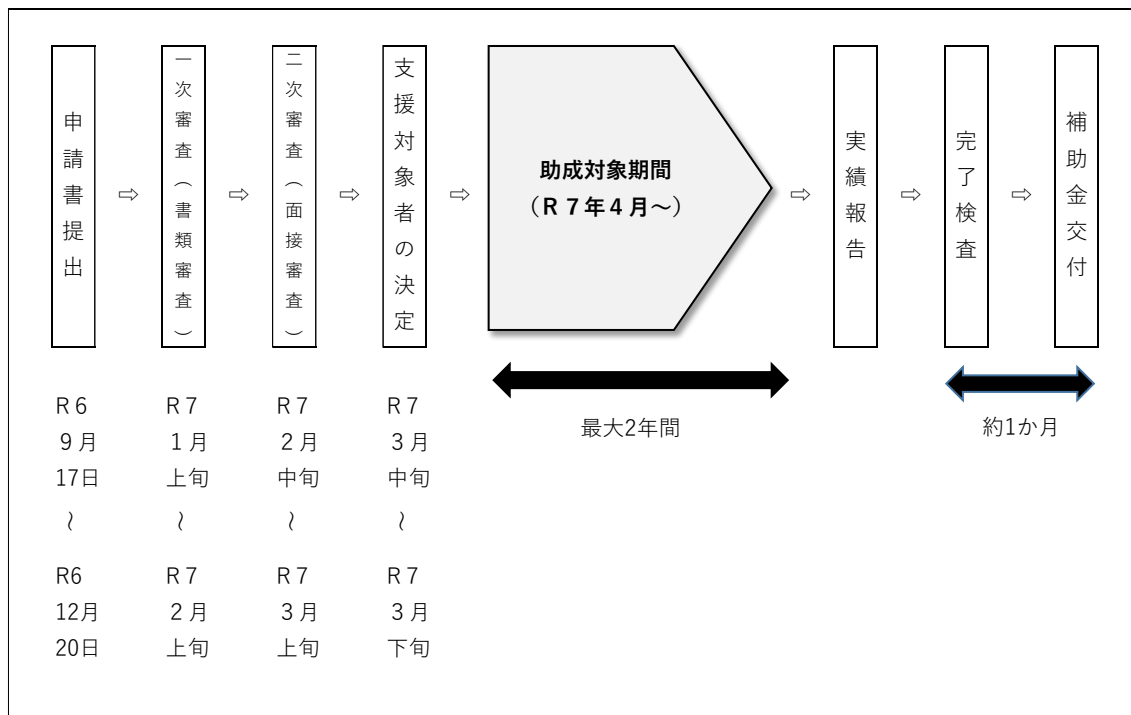 申請書提出
⇨
一次審査（書類審査）
⇨
二次審査（面接審査）
⇨
支援対象者の決定
⇨
助成対象期間
（Ｒ７年４月～）
⇨
実績報告
⇨
完了検査
⇨
補助金交付
Ｒ６
９月
17日
～
R6
12月
20日
Ｒ７
１月
上旬
～
Ｒ７
２月
上旬
Ｒ７
２月
中旬
～
Ｒ７
３月
上旬
Ｒ７
３月
中旬
～
Ｒ７
３月
下旬
最大2年間
約1か月